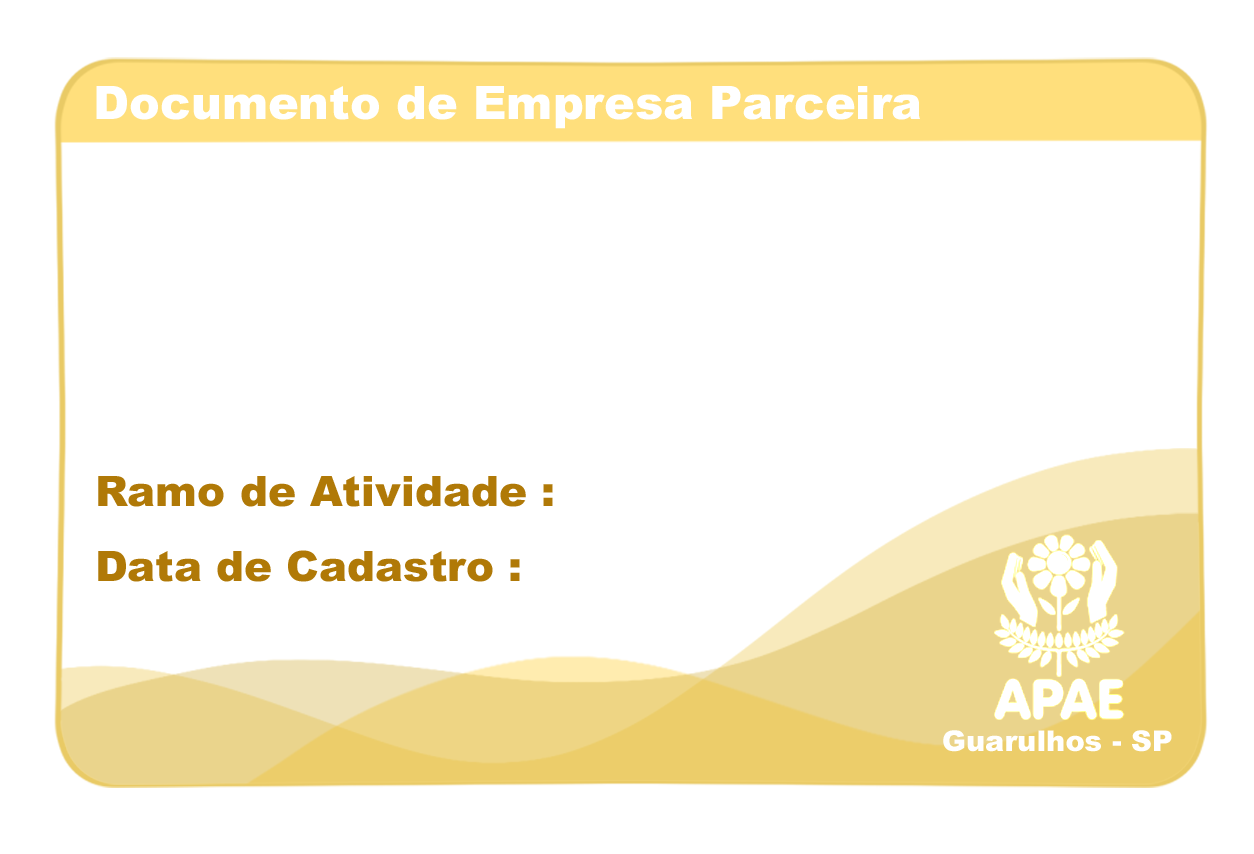 Documento de Empresa Parceira
Ramo de Atividade :
Data de Cadastro :
APAE
Guarulhos - SP